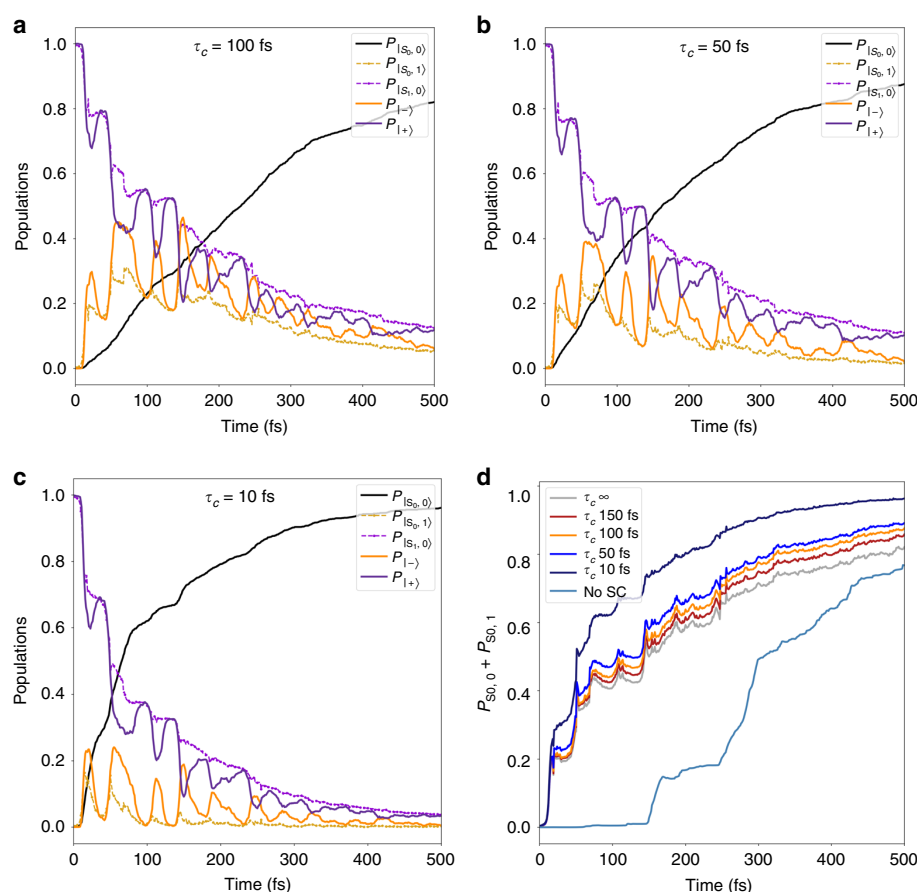 a
τc = 100 fs
P|S0, 0⟩
P|S0, 1⟩
P|S1, 0⟩
P|−⟩
P|+⟩
Populations
1.0
0.8
0.6
0.4
0.2
0.0
0 100 200 300 400 500
Time (fs)
b
τc = 50 fs
P|S0, 0⟩
P|S0, 1⟩
P|S1, 0⟩
P|−⟩
P|+⟩
Populations
1.0
0.8
0.6
0.4
0.2
0.0
0 100 200 300 400 500
Time (fs)
c
τc = 10 fs
P|S0, 0⟩
P|S0, 1⟩
P|S1, 0⟩
P|−⟩
P|+⟩
Populations
1.0
0.8
0.6
0.4
0.2
0.0
0 100 200 300 400 500
Time (fs)
d
τc ∞
τc 150 fs
τc 100 fs
τc 50 fs
τc 10 fs
No SC
PS0, 0 + PS0, 1
1.0
0.8
0.6
0.4
0.2
0.0
0 100 200 300 400 500
Time (fs)